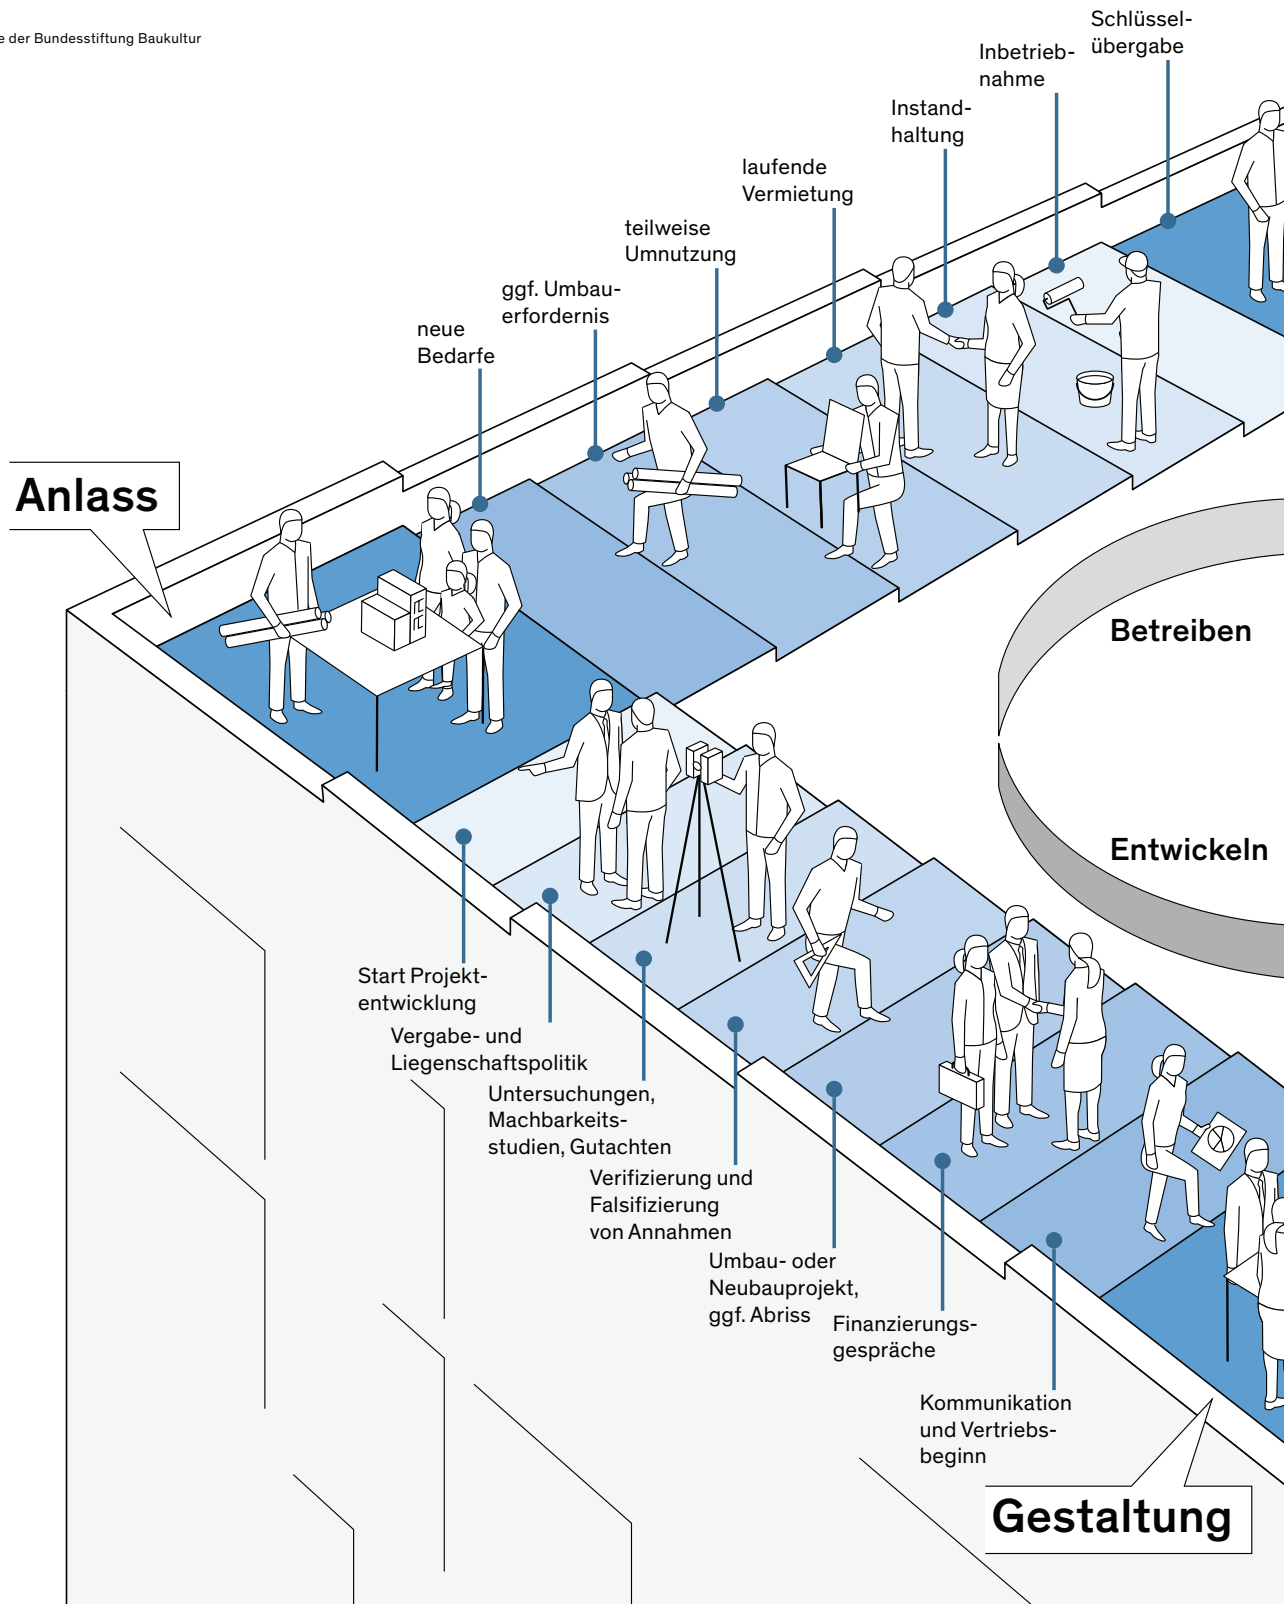 e der Bundesstiftung Baukultur
Schlüssel-
übergabe
Inbetrieb-
nahme
Instand-
haltung
laufende
Vermietung
teilweise
Umnutzung
ggf. Umbau-
erfordernis
neue
Bedarfe
Anlass
Betreiben
Entwickeln
Start Projekt-
entwicklung
Vergabe- und
Liegenschaftspolitik
Untersuchungen,
Machbarkeits-
studien, Gutachten
Verifizierung und
Falsifizierung
von Annahmen
Umbau- oder
Neubauprojekt,
ggf. Abriss
Finanzierungs-
gespräche
Kommunikation
und Vertriebs-
beginn
Gestaltung